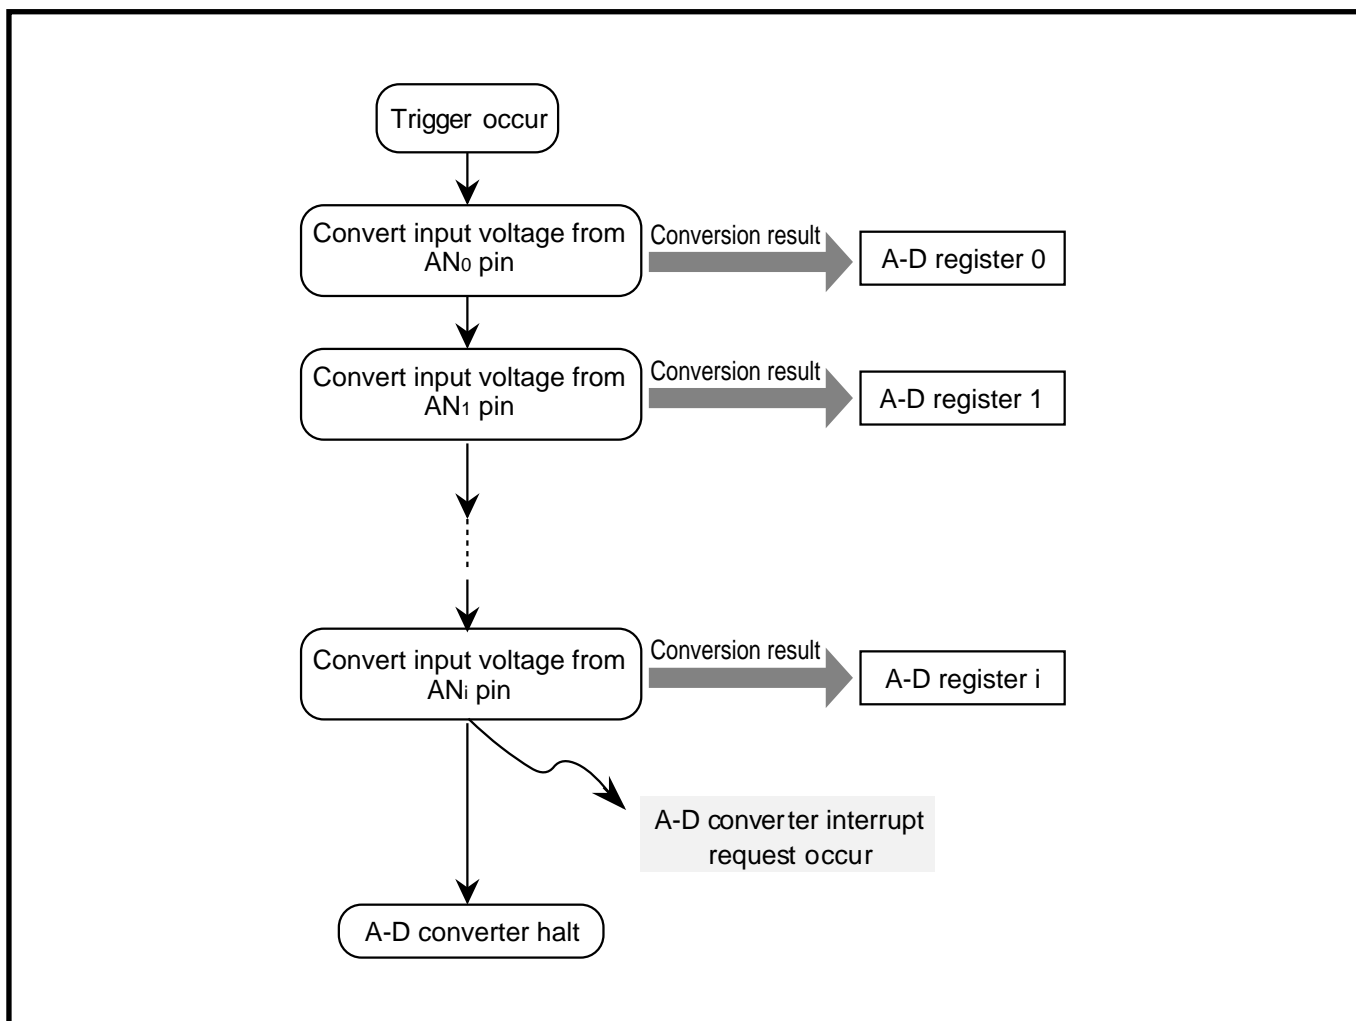 Trigger occur
Convert input voltage from
AN0 pin
Conversion result
A-D register 0
Convert input voltage from
AN1 pin
Conversion result
A-D register 1
Convert input voltage from
ANi pin
Conversion result
A-D register i
A-D converter interrupt
request occur
A-D converter halt